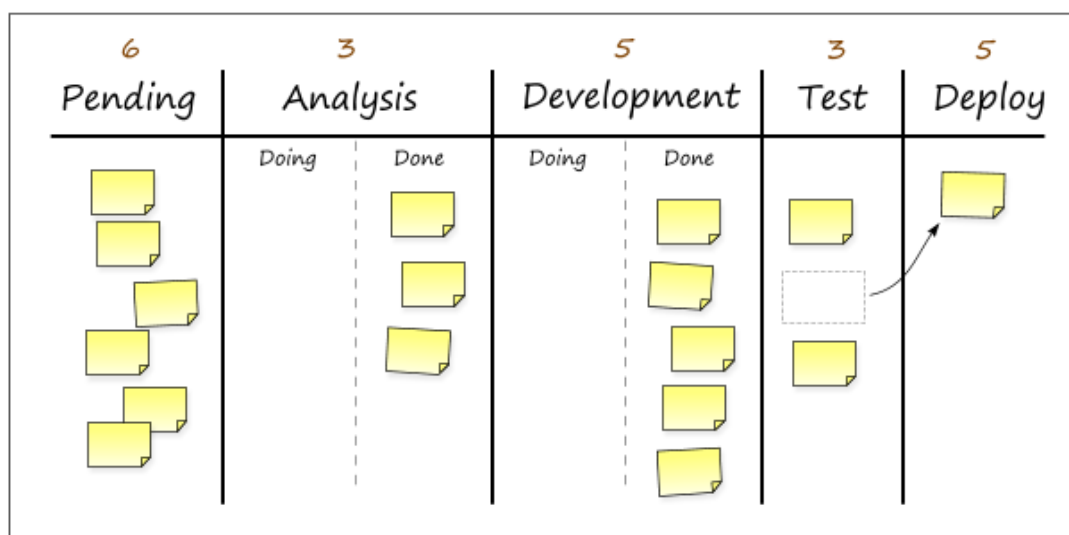 6 3 5 3 5
Pending Analysis Development Test Deploy
Doing Done Doing Done